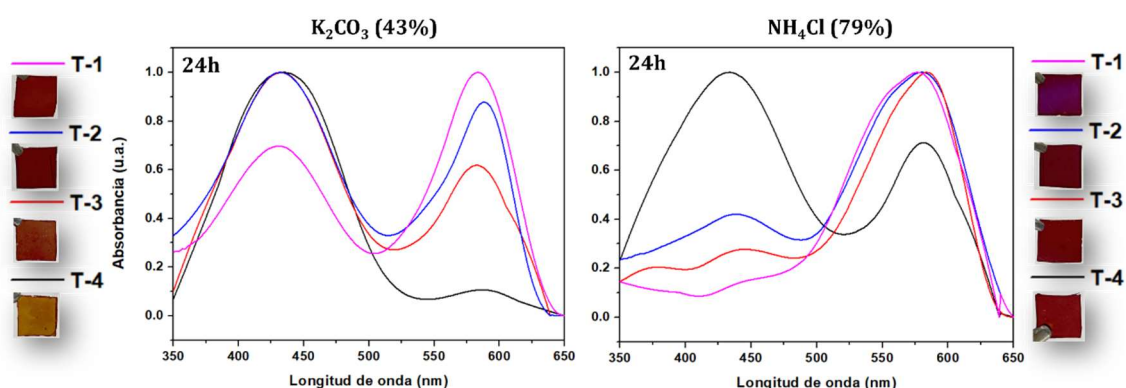 K₂CO₃ (43%)
NH₄Cl (79%)
T-1
T-2
T-3
T-4
24h
Absorbancia (u.a.)
1.0
0.8
0.6
0.4
0.2
0.0
350 400 450 500 550 600 650
Longitud de onda (nm)
24h
1.0
0.8
0.6
0.4
0.2
0.0
350 400 450 500 550 600 650
Longitud de onda (nm)
T-1
T-2
T-3
T-4